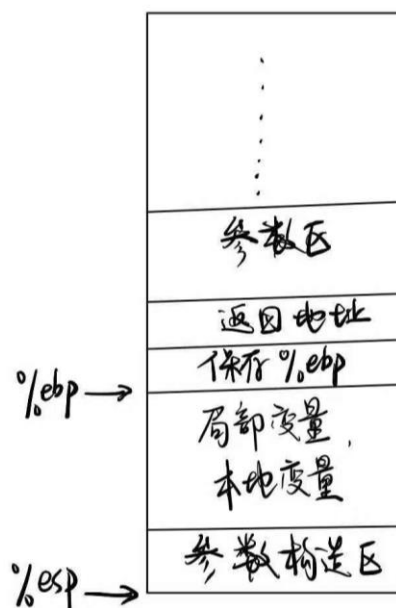 参数区
返回地址
保存%ebp
%ebp
局部变量,
本地变量
参数构造区
%esp